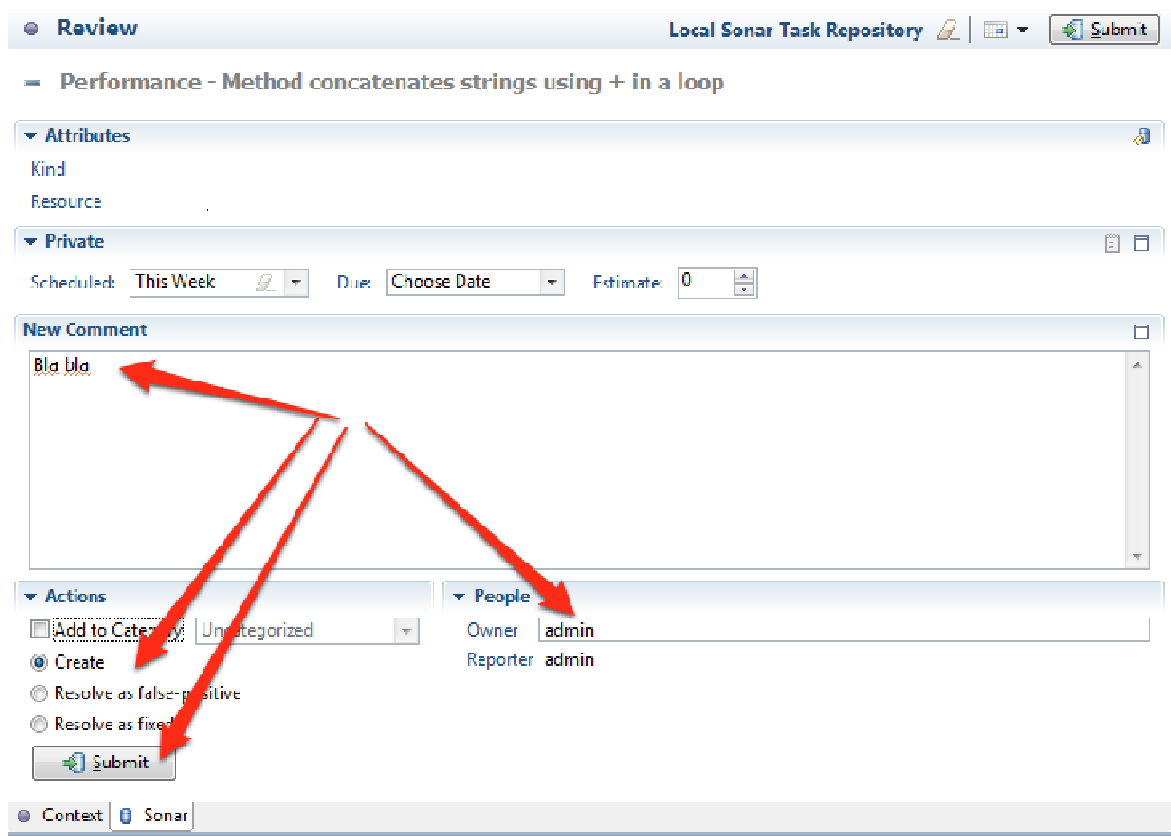 Review Local Sonar Task Repository Submit
Performance - Method concatenates strings using + in a loop
Attributes
Kind
Resource
Private
Scheduled: This Week Due: Choose Date Estimate: 0
New Comment
Bla bla
Actions People
Add to Category Uncategorized Owner admin
Create Reporter admin
Resolve as false-positive
Resolve as fixed
Submit
Context Sonar